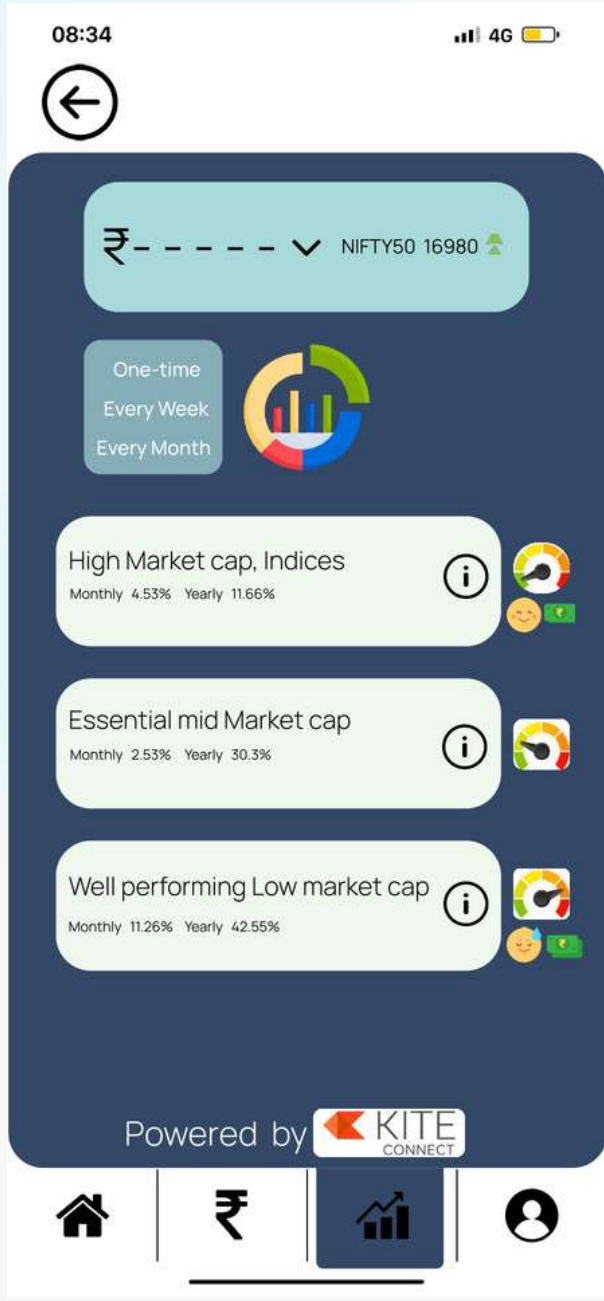 08:34 4G
₹- - - - - - NIFTY50 16980
One-time
Every Week
Every Month
High Market cap, Indices
Monthly 4.53% Yearly 11.66%
Essential mid Market cap
Monthly 2.53% Yearly 30.3%
Well performing Low market cap
Monthly 11.26% Yearly 42.55%
Powered by KITE
CONNECT
₹